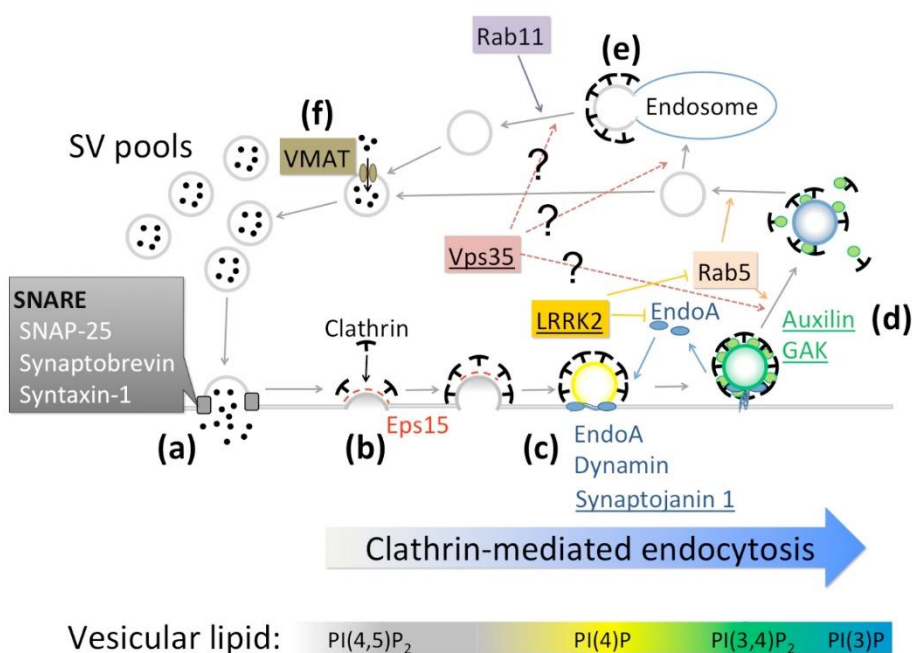 Rab11
(e)
Endosome
(f)
VMAT
SV pools
?
?
?
Vps35
Rab5
LRRK2
EndoA
Auxilin
GAK
(d)
SNARE
SNAP-25
Synaptobrevin
Syntaxin-1
Clathrin
Eps15
(a)
(b)
(c)
EndoA
Dynamin
Synaptojanin 1
Clathrin-mediated endocytosis
Vesicular lipid: PI(4,5)P₂ PI(4)P PI(3,4)P₂ PI(3)P